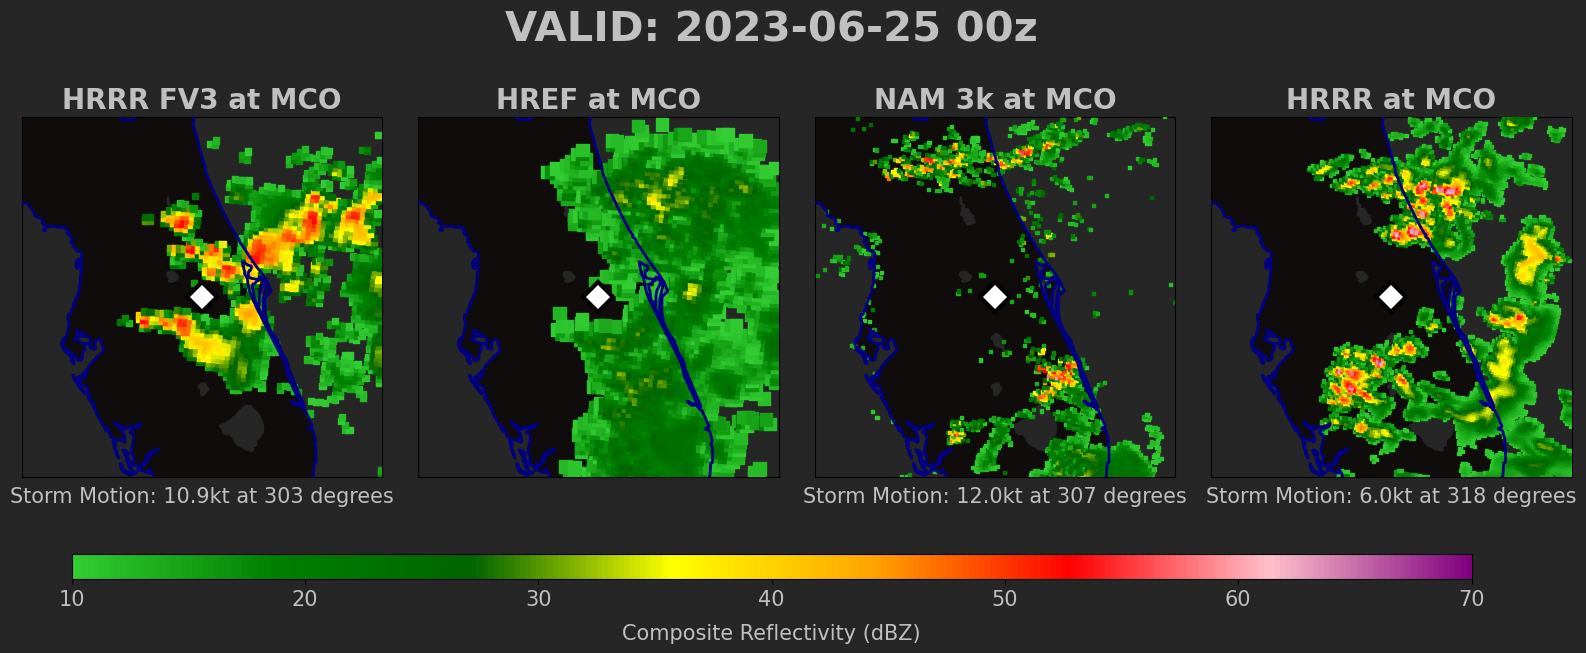 VALID: 2023-06-25 00z
HRRR FV3 at MCO
HREF at MCO
NAM 3k at MCO
HRRR at MCO
Storm Motion: 10.9kt at 303 degrees
Storm Motion: 12.0kt at 307 degrees
Storm Motion: 6.0kt at 318 degrees
10 20 30 40 50 60 70
Composite Reflectivity (dBZ)